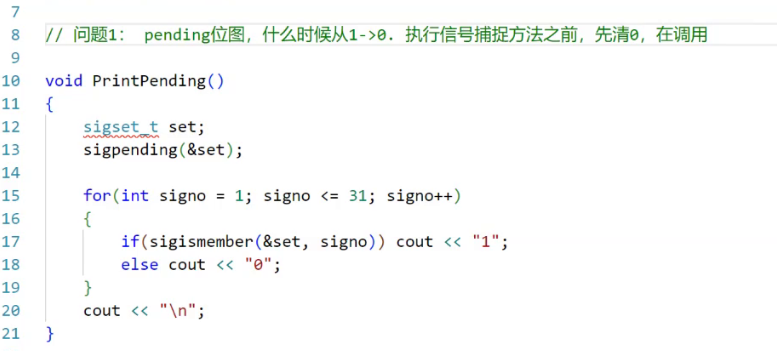 7
8 // 问题1： pending位图，什么时候从1->0. 执行信号捕捉方法之前，先清0，在调用
9
10 void PrintPending()
11 {
12     sigset_t set;
13     sigpending(&set);
14
15     for(int signo = 1; signo <= 31; signo++)
16     {
17         if(sigismember(&set, signo)) cout << "1";
18         else cout << "0";
19     }
20     cout << "\n";
21 }